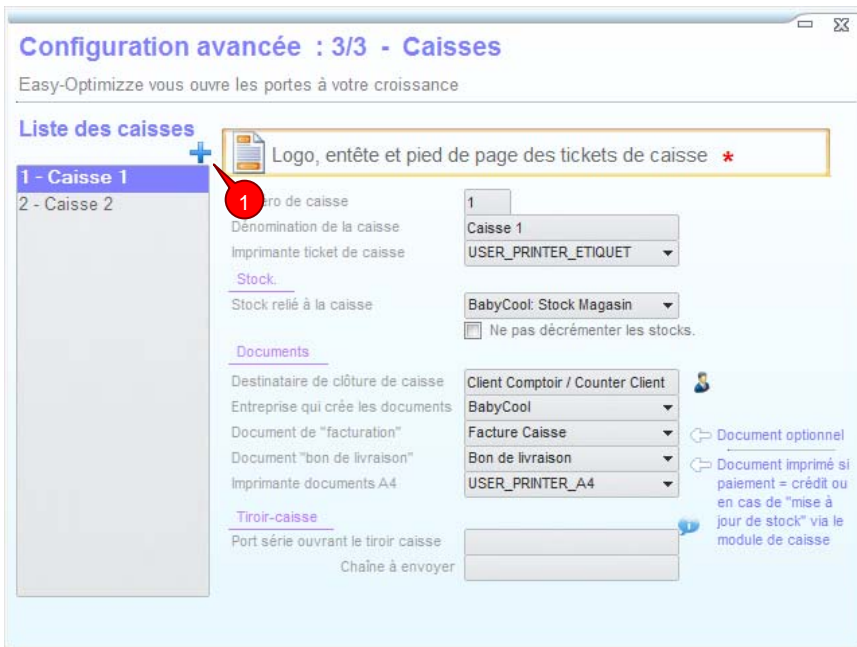 Configuration avancée : 3/3 - Caisses
Easy-Optimizze vous ouvre les portes à votre croissance
Liste des caisses
1 - Caisse 1
2 - Caisse 2
Logo, entête et pied de page des tickets de caisse *
1
ero de caisse 1
Dénomination de la caisse Caisse 1
Imprimante ticket de caisse USER_PRINTER_ETIQUET
Stock.
Stock relié à la caisse BabyCool: Stock Magasin
Ne pas décrémenter les stocks.
Documents
Destinataire de clôture de caisse Client Comptoir / Counter Client
Entreprise qui crée les documents BabyCool
Document de "facturation" Facture Caisse
Document "bon de livraison" Bon de livraison
Imprimante documents A4 USER_PRINTER_A4
Document optionnel
Document imprimé si
paiement = crédit ou
en cas de "mise à
jour de stock" via le
module de caisse
Tiroir-caisse
Port série ouvrant le tiroir caisse
Chaîne à envoyer